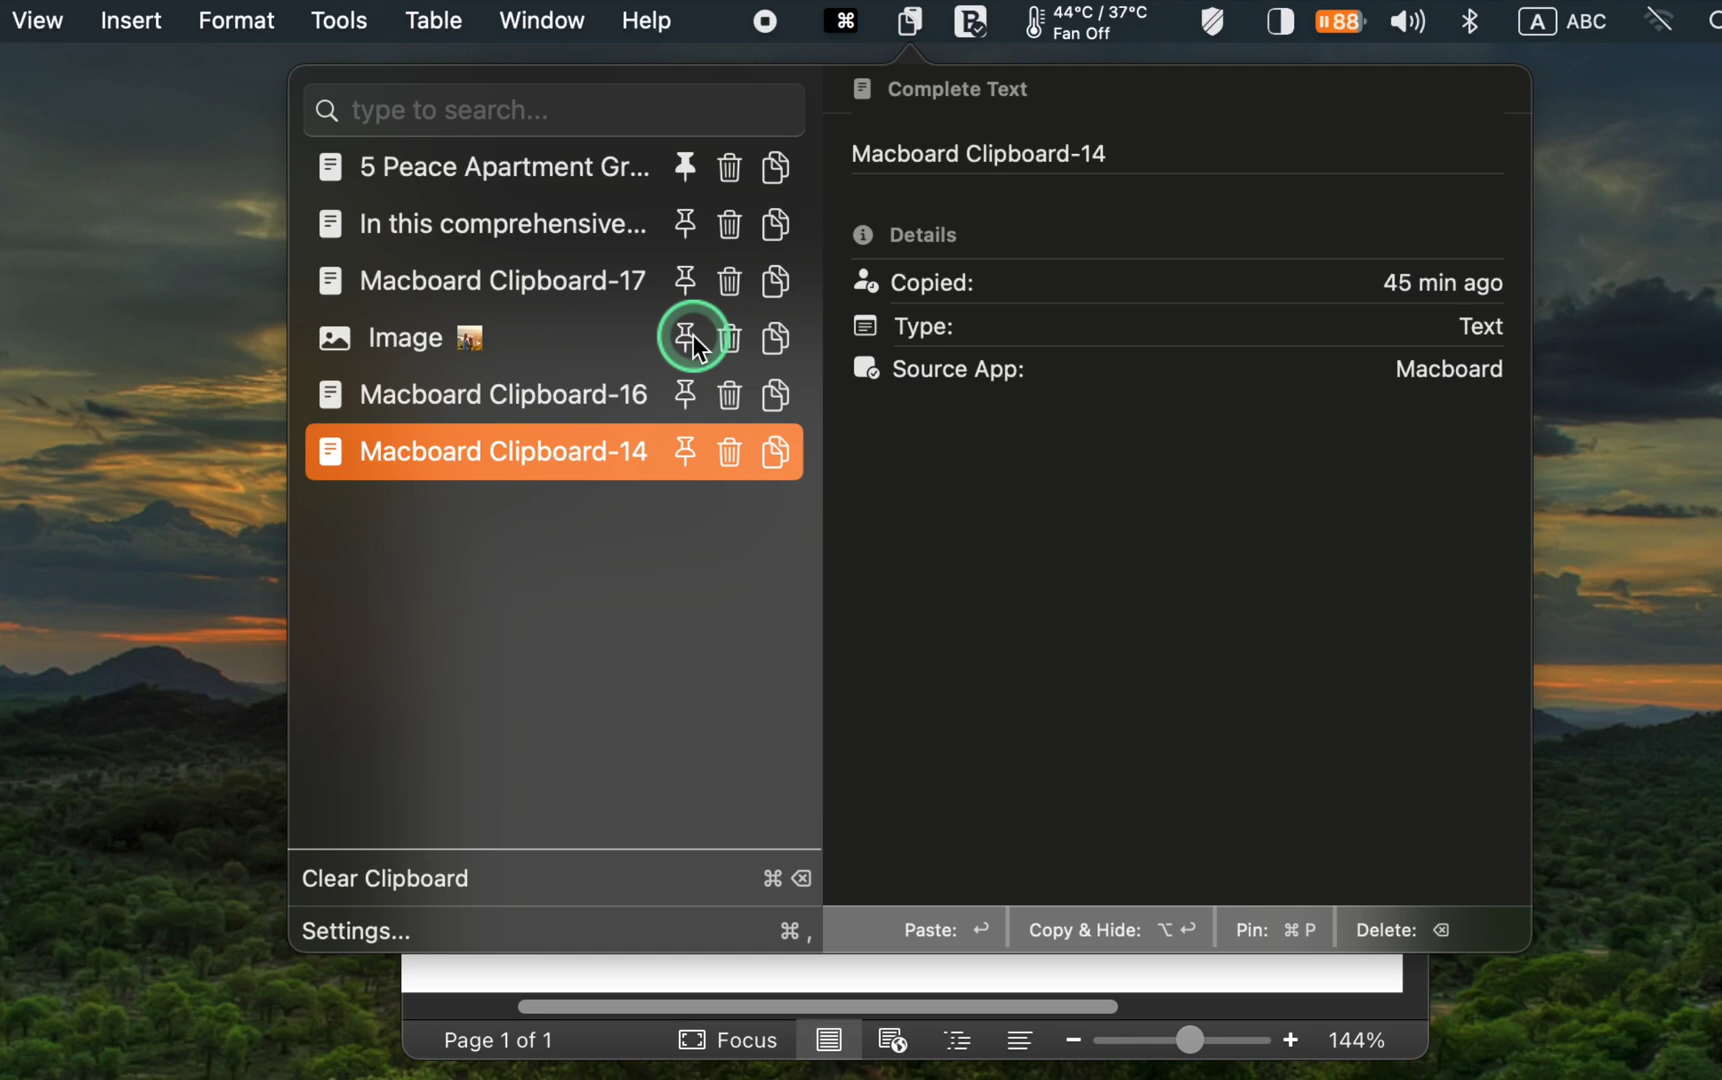 View Insert Format Tools Table Window Help ⌘ 44°C / 37°C 88 A ABC
Fan Off
type to search...
5 Peace Apartment Gr...
In this comprehensive...
Macboard Clipboard-17
Image
Macboard Clipboard-16
Macboard Clipboard-14
Clear Clipboard ⌘ ⌫
Settings... ⌘ ,
Complete Text
Macboard Clipboard-14
Details
Copied: 45 min ago
Type: Text
Source App: Macboard
Paste: ↩ Copy & Hide: ⌥ ↩ Pin: ⌘ P Delete: ⌫
Page 1 of 1 Focus − + 144%